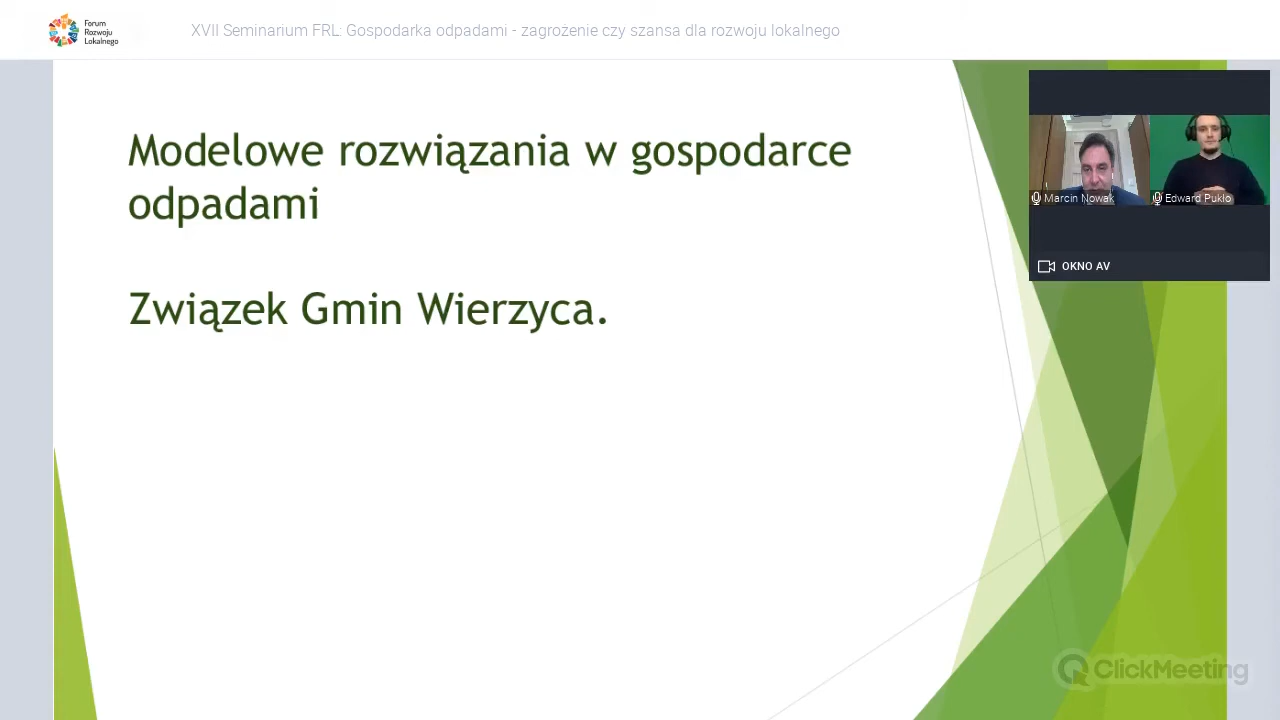 Forum
Rozwoju
Lokalnego
XVII Seminarium FRL: Gospodarka odpadami - zagrożenie czy szansa dla rozwoju lokalnego
Modelowe rozwiązania w gospodarce
odpadami
Związek Gmin Wierzyca.
Marcin Nowak
Edward Pukło
OKNO AV
ClickMeeting